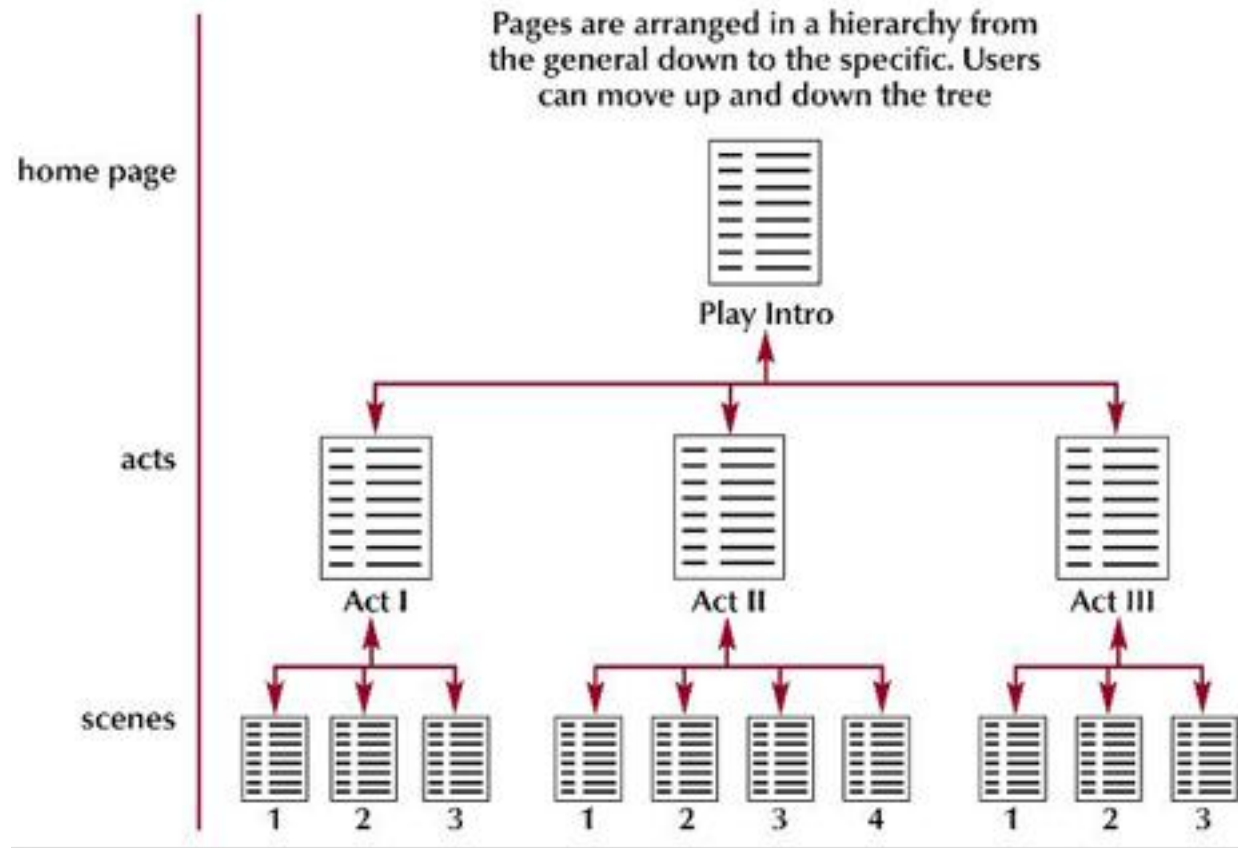 Pages are arranged in a hierarchy from
the general down to the specific. Users
can move up and down the tree
home page
Play Intro
acts
Act I
Act II
Act III
scenes
1 2 3 1 2 3 4 1 2 3